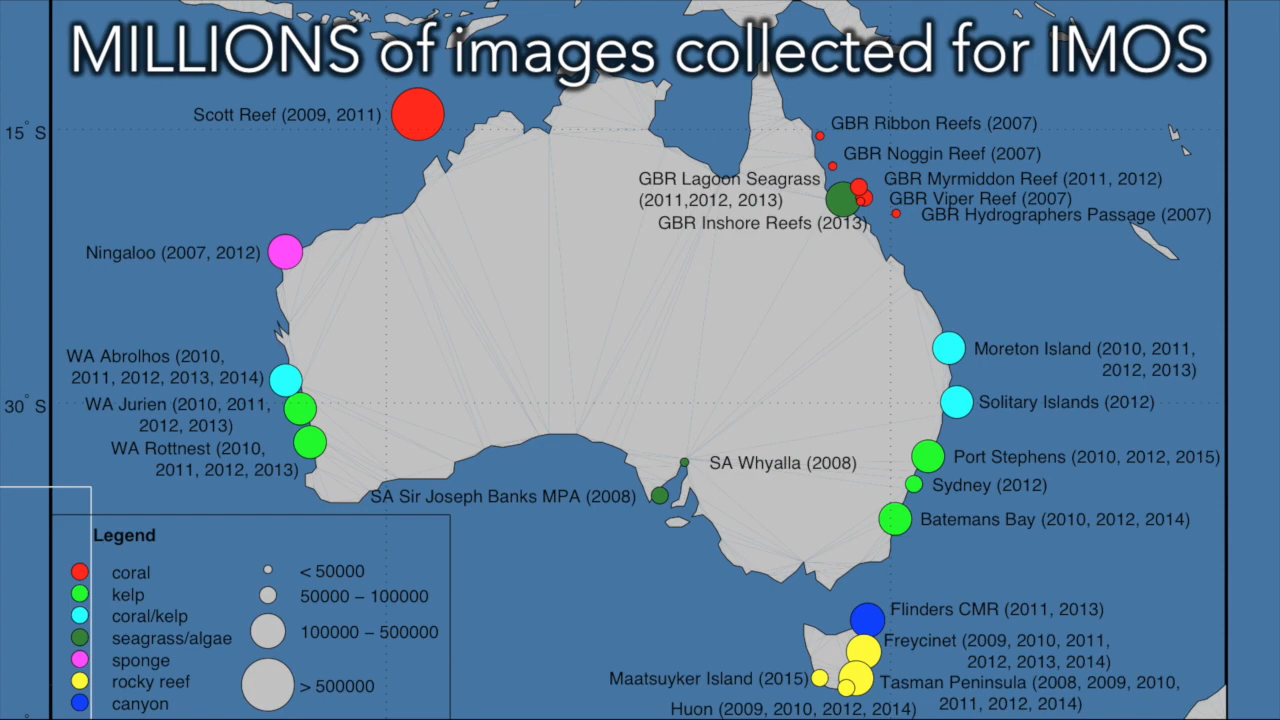 MILLIONS of images collected for IMOS
Scott Reef (2009, 2011)
15° S
GBR Ribbon Reefs (2007)
GBR Noggin Reef (2007)
GBR Lagoon Seagrass
(2011,2012, 2013)
GBR Myrmiddon Reef (2011, 2012)
GBR Viper Reef (2007)
GBR Hydrographers Passage (2007)
GBR Inshore Reefs (2013)
Ningaloo (2007, 2012)
WA Abrolhos (2010,
2011, 2012, 2013, 2014)
Moreton Island (2010, 2011,
2012, 2013)
30° S
WA Jurien (2010, 2011,
2012, 2013)
Solitary Islands (2012)
WA Rottnest (2010,
2011, 2012, 2013)
SA Whyalla (2008)
Port Stephens (2010, 2012, 2015)
SA Sir Joseph Banks MPA (2008)
Sydney (2012)
Batemans Bay (2010, 2012, 2014)
Legend
coral
kelp
coral/kelp
seagrass/algae
sponge
rocky reef
canyon
< 50000
50000 – 100000
100000 – 500000
> 500000
Flinders CMR (2011, 2013)
Freycinet (2009, 2010, 2011,
2012, 2013, 2014)
Maatsuyker Island (2015)
Tasman Peninsula (2008, 2009, 2010,
2011, 2012, 2014)
Huon (2009, 2010, 2012, 2014)